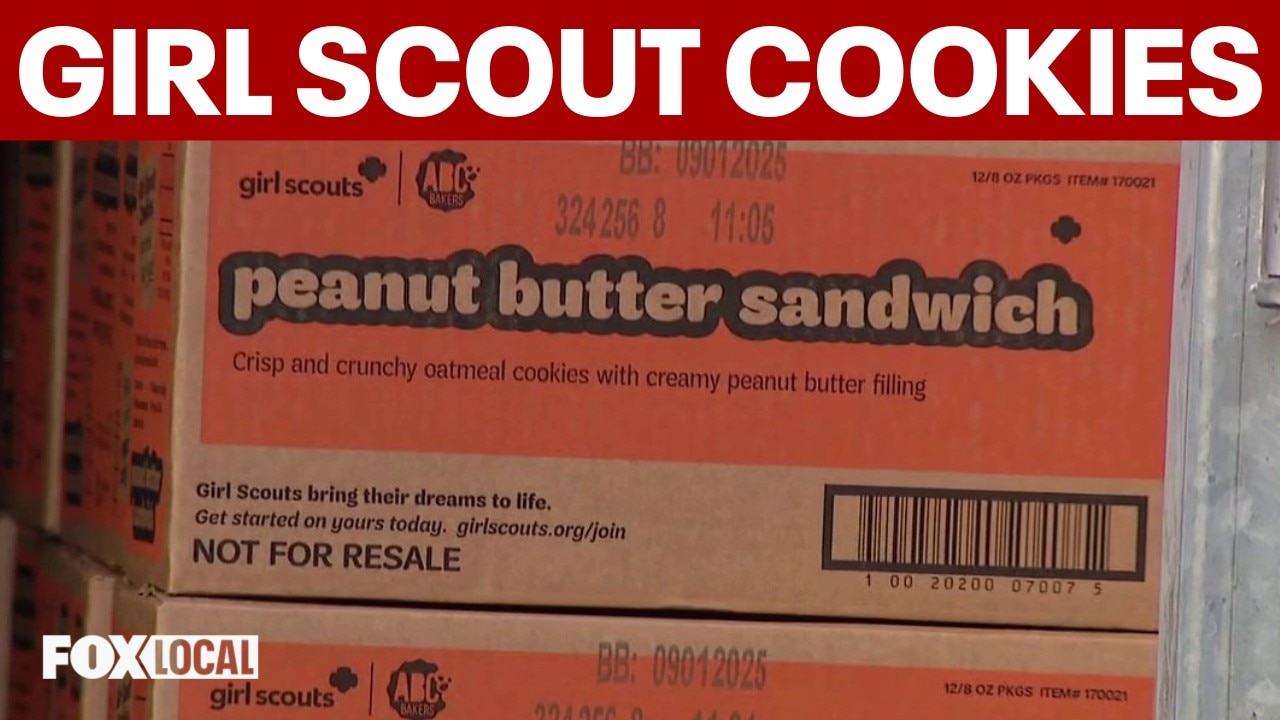 GIRL SCOUT COOKIES
BB: 09012025
girl scouts
ABC
BAKERS
12/8 OZ PKGS ITEM# 170021
324256 8 11:05
peanut butter sandwich
Crisp and crunchy oatmeal cookies with creamy peanut butter filling
Girl Scouts bring their dreams to life.
Get started on yours today. girlscouts.org/join
NOT FOR RESALE
1 00 20200 07007 5
FOX LOCAL
BB: 09012025
girl scouts
ABC
BAKERS
12/8 OZ PKGS ITEM# 170021